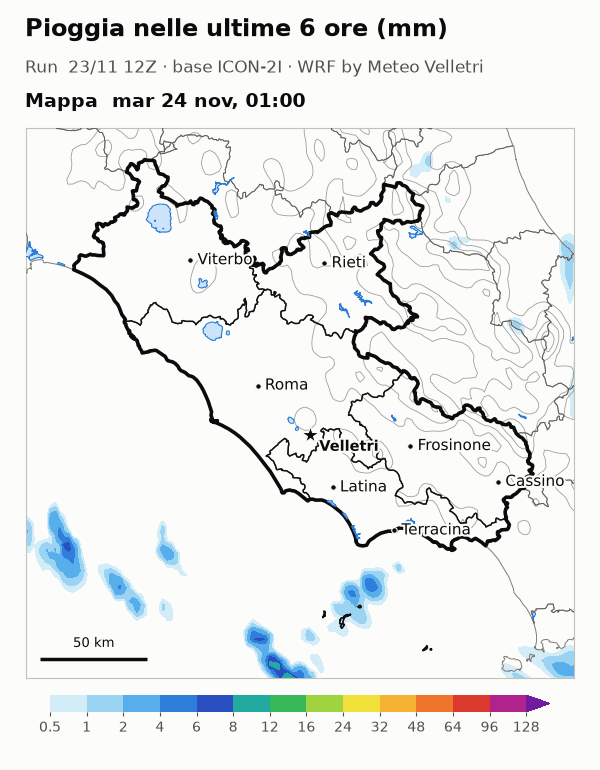 Pioggia nelle ultime 6 ore (mm)
Run  23/11 12Z · base ICON-2I · WRF by Meteo Velletri
Mappa  mar 24 nov, 01:00
Viterbo
Rieti
Roma
Velletri
Frosinone
Latina
Cassino
Terracina
50 km
0.5 1 2 4 6 8 12 16 24 32 48 64 96 128